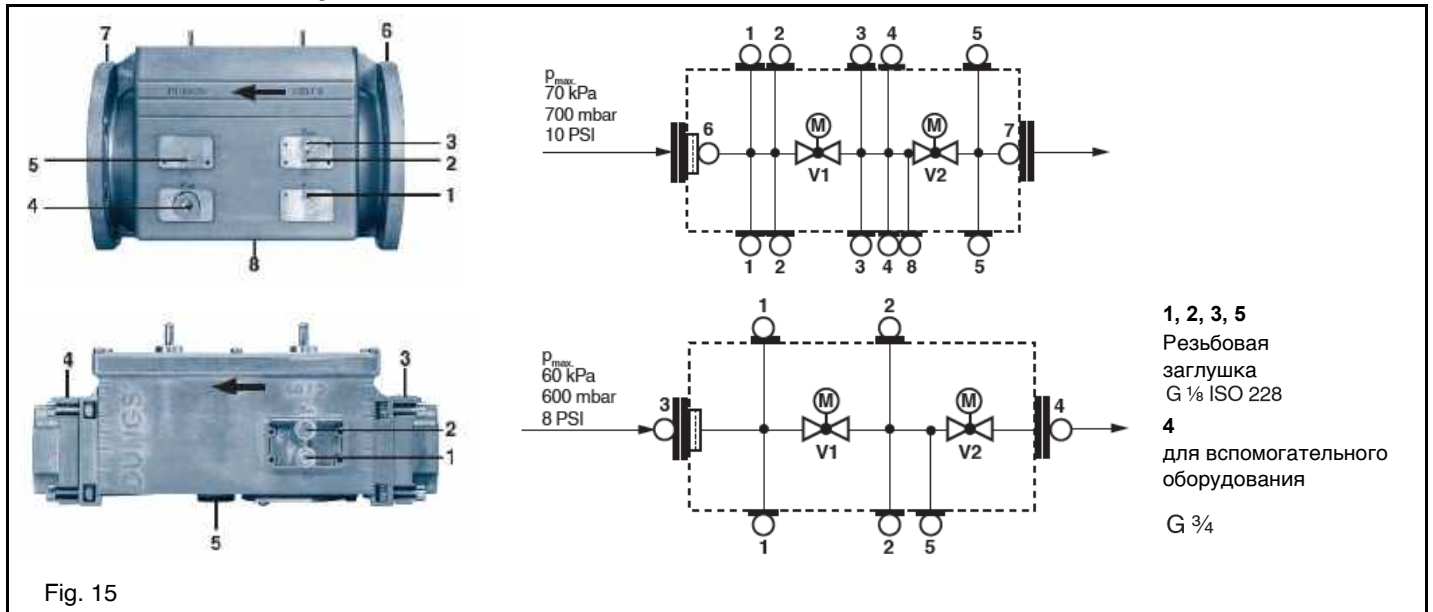 7
6
DUNGS
3
2
5
1
4
8
1 2 3 4 5
p max.
70 kPa
700 mbar
10 PSI
6
7
M M
V1 V2
1 2 3 4 8 5
4
3
DUNGS
2
1
5
1 2
p max.
60 kPa
600 mbar
8 PSI
3
4
M M
V1 V2
1 2 5
1, 2, 3, 5
Резьбовая
заглушка
G ⅛ ISO 228
4
для вспомогательного
оборудования
G ¾
Fig. 15